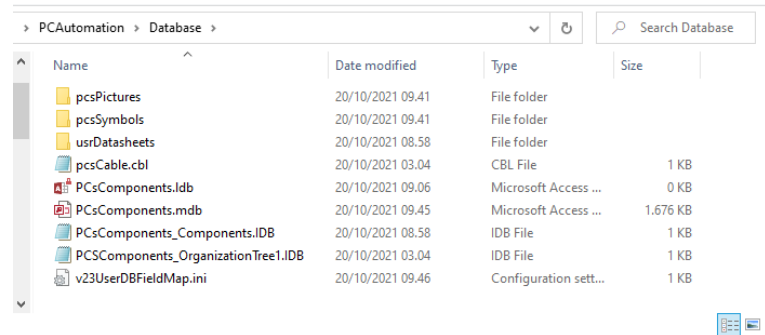 › PCAutomation › Database › Search Database
Name Date modified Type Size
pcsPictures 20/10/2021 09.41 File folder
pcsSymbols 20/10/2021 09.41 File folder
usrDatasheets 20/10/2021 08.58 File folder
pcsCable.cbl 20/10/2021 03.04 CBL File 1 KB
PCsComponents.ldb 20/10/2021 09.06 Microsoft Access ... 0 KB
PCsComponents.mdb 20/10/2021 09.45 Microsoft Access ... 1.676 KB
PCsComponents_Components.IDB 20/10/2021 08.58 IDB File 1 KB
PCSComponents_OrganizationTree1.IDB 20/10/2021 03.04 IDB File 1 KB
v23UserDBFieldMap.ini 20/10/2021 09.46 Configuration sett... 1 KB